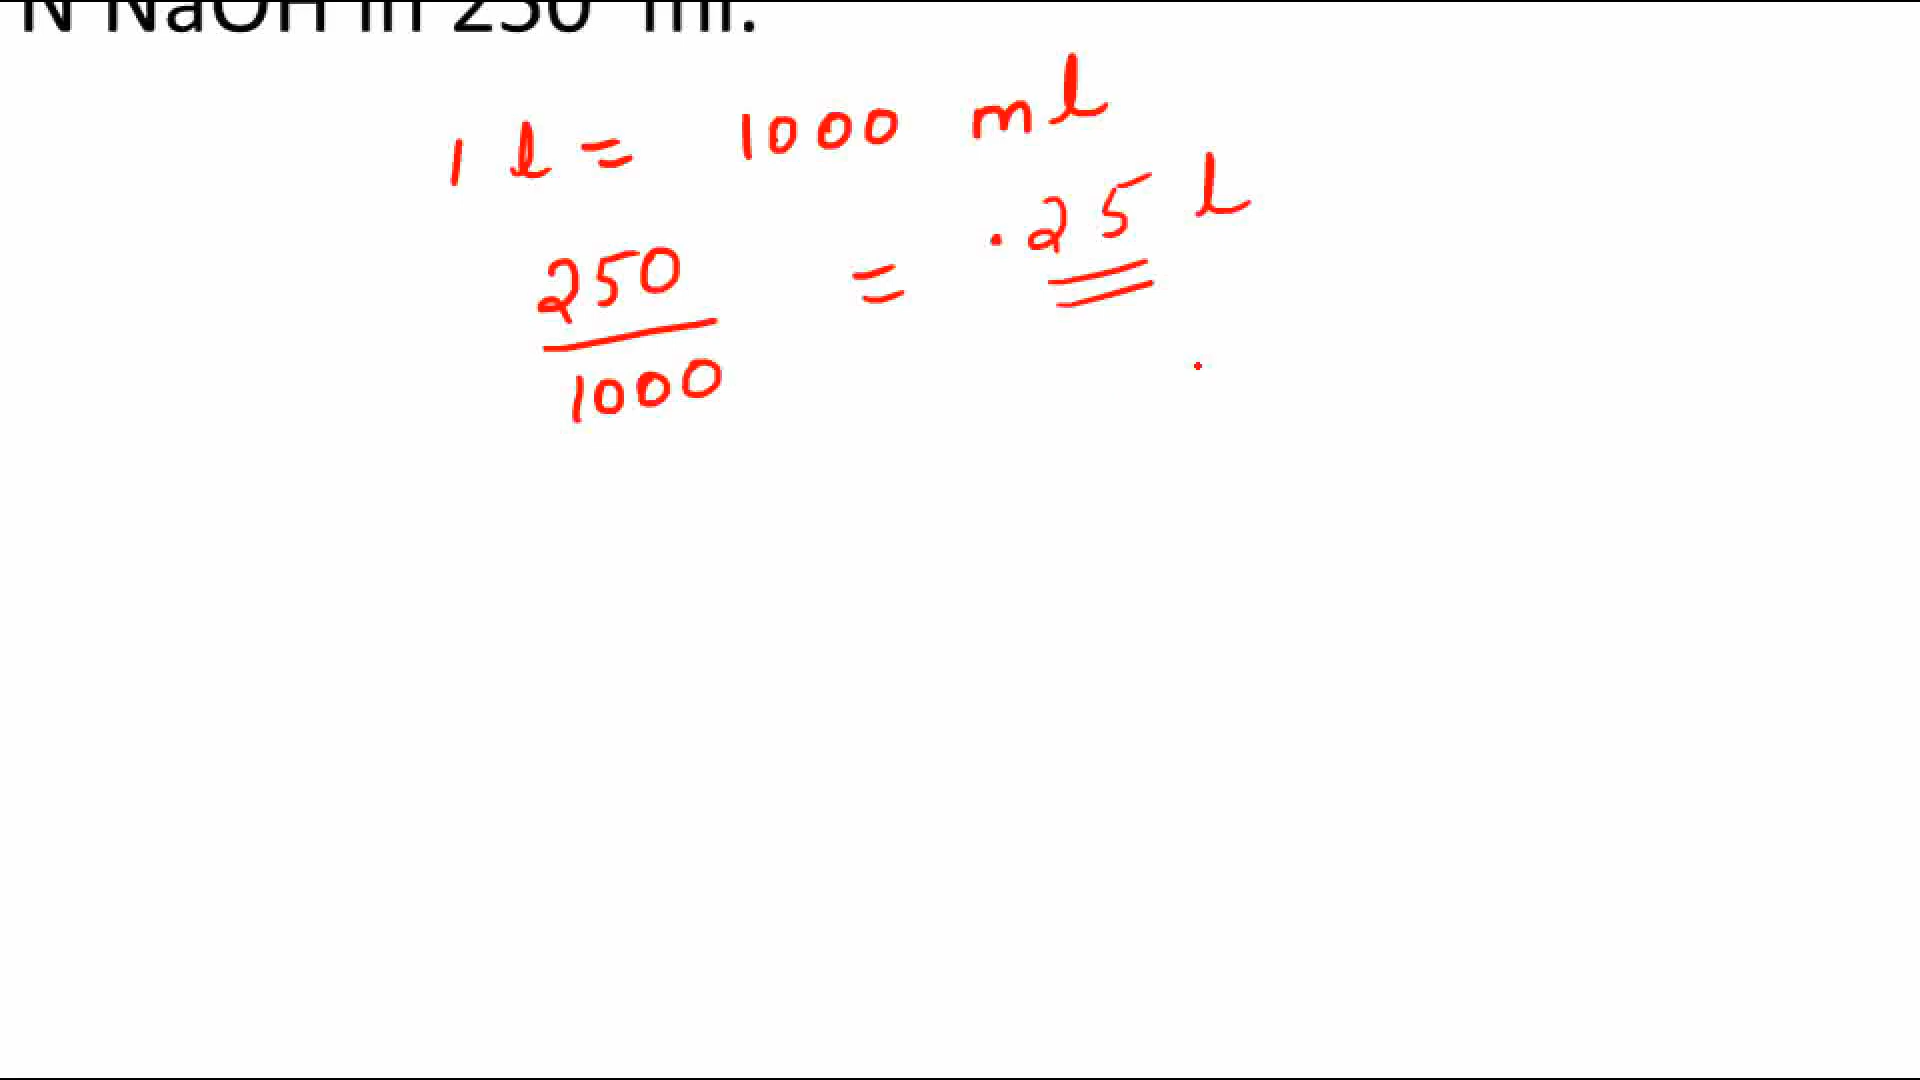 N NaOH in 250 ml.
1 l = 1000 ml
250/1000 = .25 l